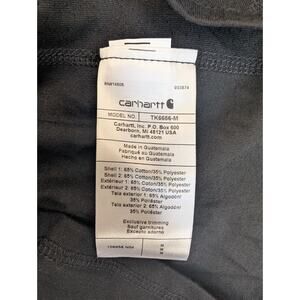 carhartt
MODEL NO. TK6656-M
Carhartt, Inc. P.O. Box 600
Dearborn, MI 48121 USA
carhartt.com
Made in Guatemala
Fabriqué au Guatemala
Hecho en Guatemala
Shell 1: 65% Cotton/35% Polyester
Shell 2: 65% Cotton/35% Polyester
Extérieur 1: 65% Coton/35% Polyester
Extérieur 2: 65% Coton/35% Polyester
Tela exterior 1: 65% Algodón/
35% Poliéster
Tela exterior 2: 65% Algodón/
35% Poliéster
Exclusive trimming
Sauf garnitures
Excepto adorno